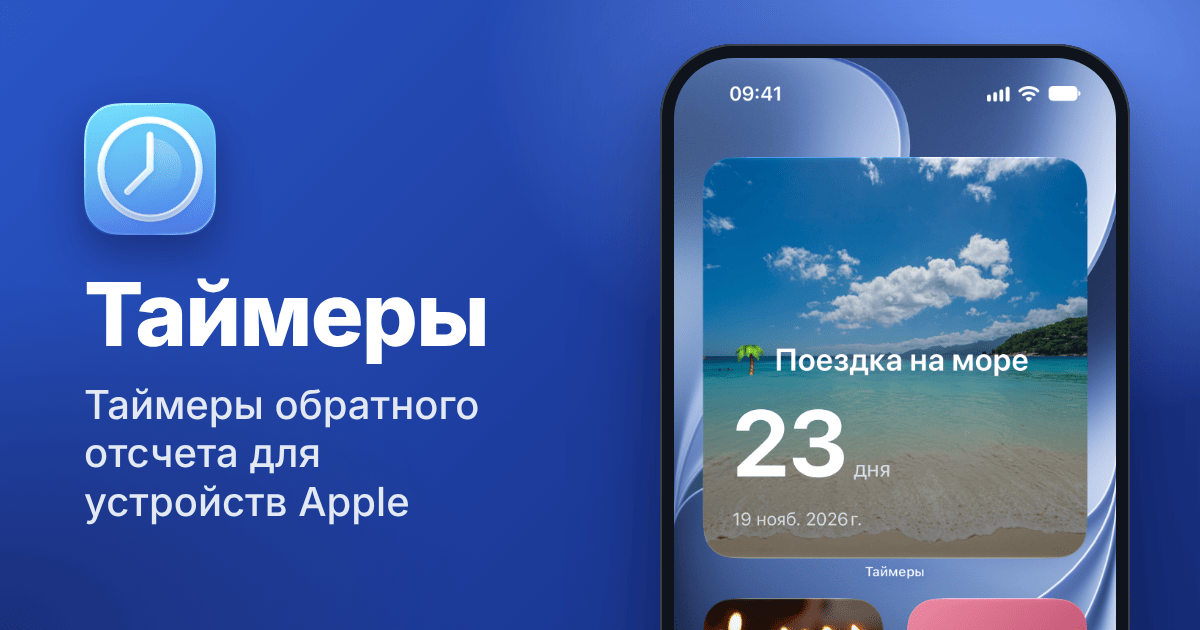 Таймеры
Таймеры обратного
отсчета для
устройств Apple
09:41
🌴 Поездка на море
23 дня
19 нояб. 2026 г.
Таймеры